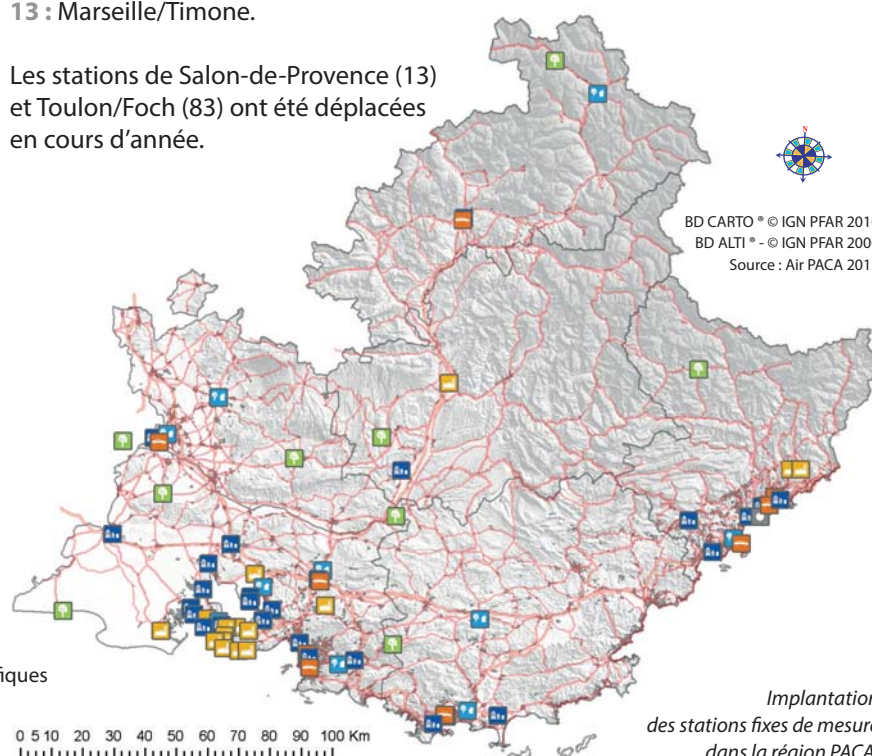 13 : Marseille/Timone.
Les stations de Salon-de-Provence (13)
et Toulon/Foch (83) ont été déplacées
en cours d’année.
N
BD CARTO ® © IGN PFAR 201
BD ALTI ® - © IGN PFAR 200
Source : Air PACA 201
fiques
0 5 10 20 30 40 50 60 70 80 90 100 Km
Implantation
des stations fixes de mesure
dans la région PACA